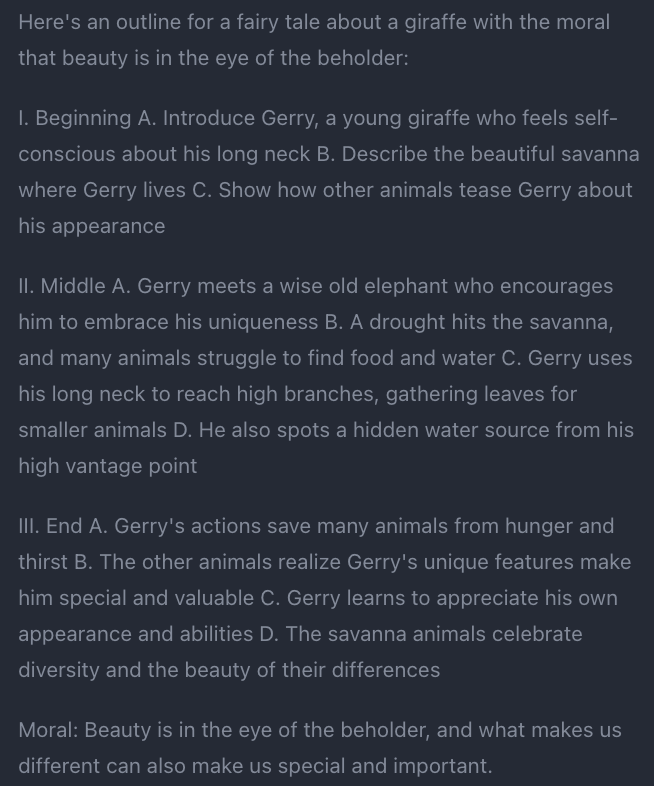 Here's an outline for a fairy tale about a giraffe with the moral
that beauty is in the eye of the beholder:
I. Beginning A. Introduce Gerry, a young giraffe who feels self-
conscious about his long neck B. Describe the beautiful savanna
where Gerry lives C. Show how other animals tease Gerry about
his appearance
II. Middle A. Gerry meets a wise old elephant who encourages
him to embrace his uniqueness B. A drought hits the savanna,
and many animals struggle to find food and water C. Gerry uses
his long neck to reach high branches, gathering leaves for
smaller animals D. He also spots a hidden water source from his
high vantage point
III. End A. Gerry's actions save many animals from hunger and
thirst B. The other animals realize Gerry's unique features make
him special and valuable C. Gerry learns to appreciate his own
appearance and abilities D. The savanna animals celebrate
diversity and the beauty of their differences
Moral: Beauty is in the eye of the beholder, and what makes us
different can also make us special and important.